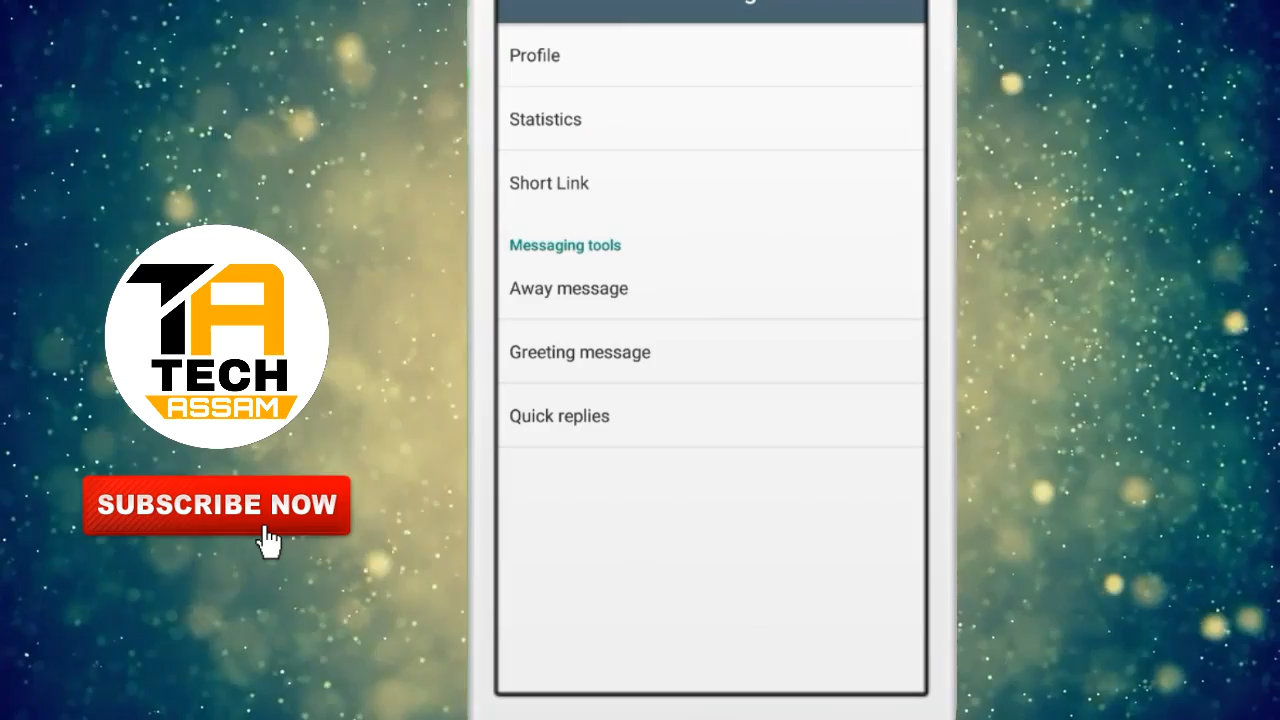 Profile
Statistics
Short Link
Messaging tools
Away message
Greeting message
Quick replies
TA
TECH
ASSAM
SUBSCRIBE NOW